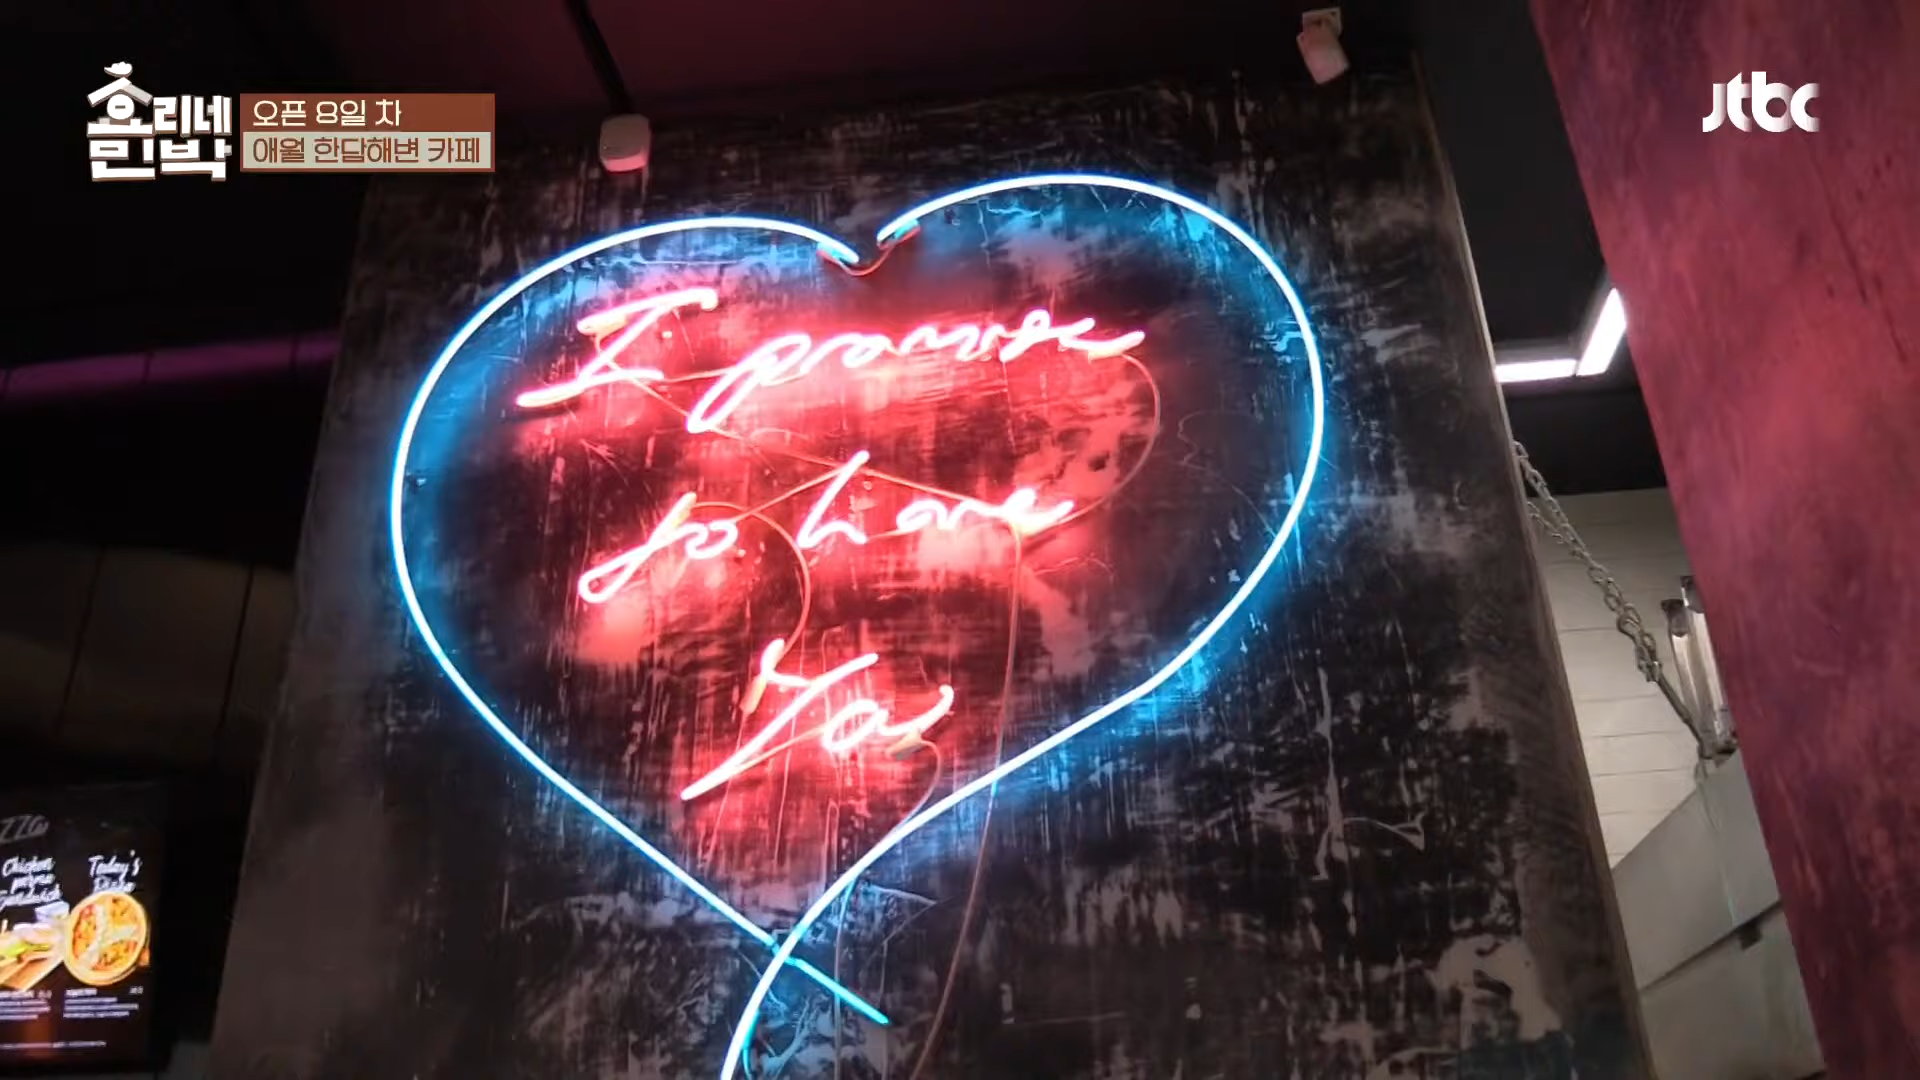 효리네
민박
오픈 8일 차
애월 한담해변 카페
jtbc
I promise
to love
You
Chicken
Today's